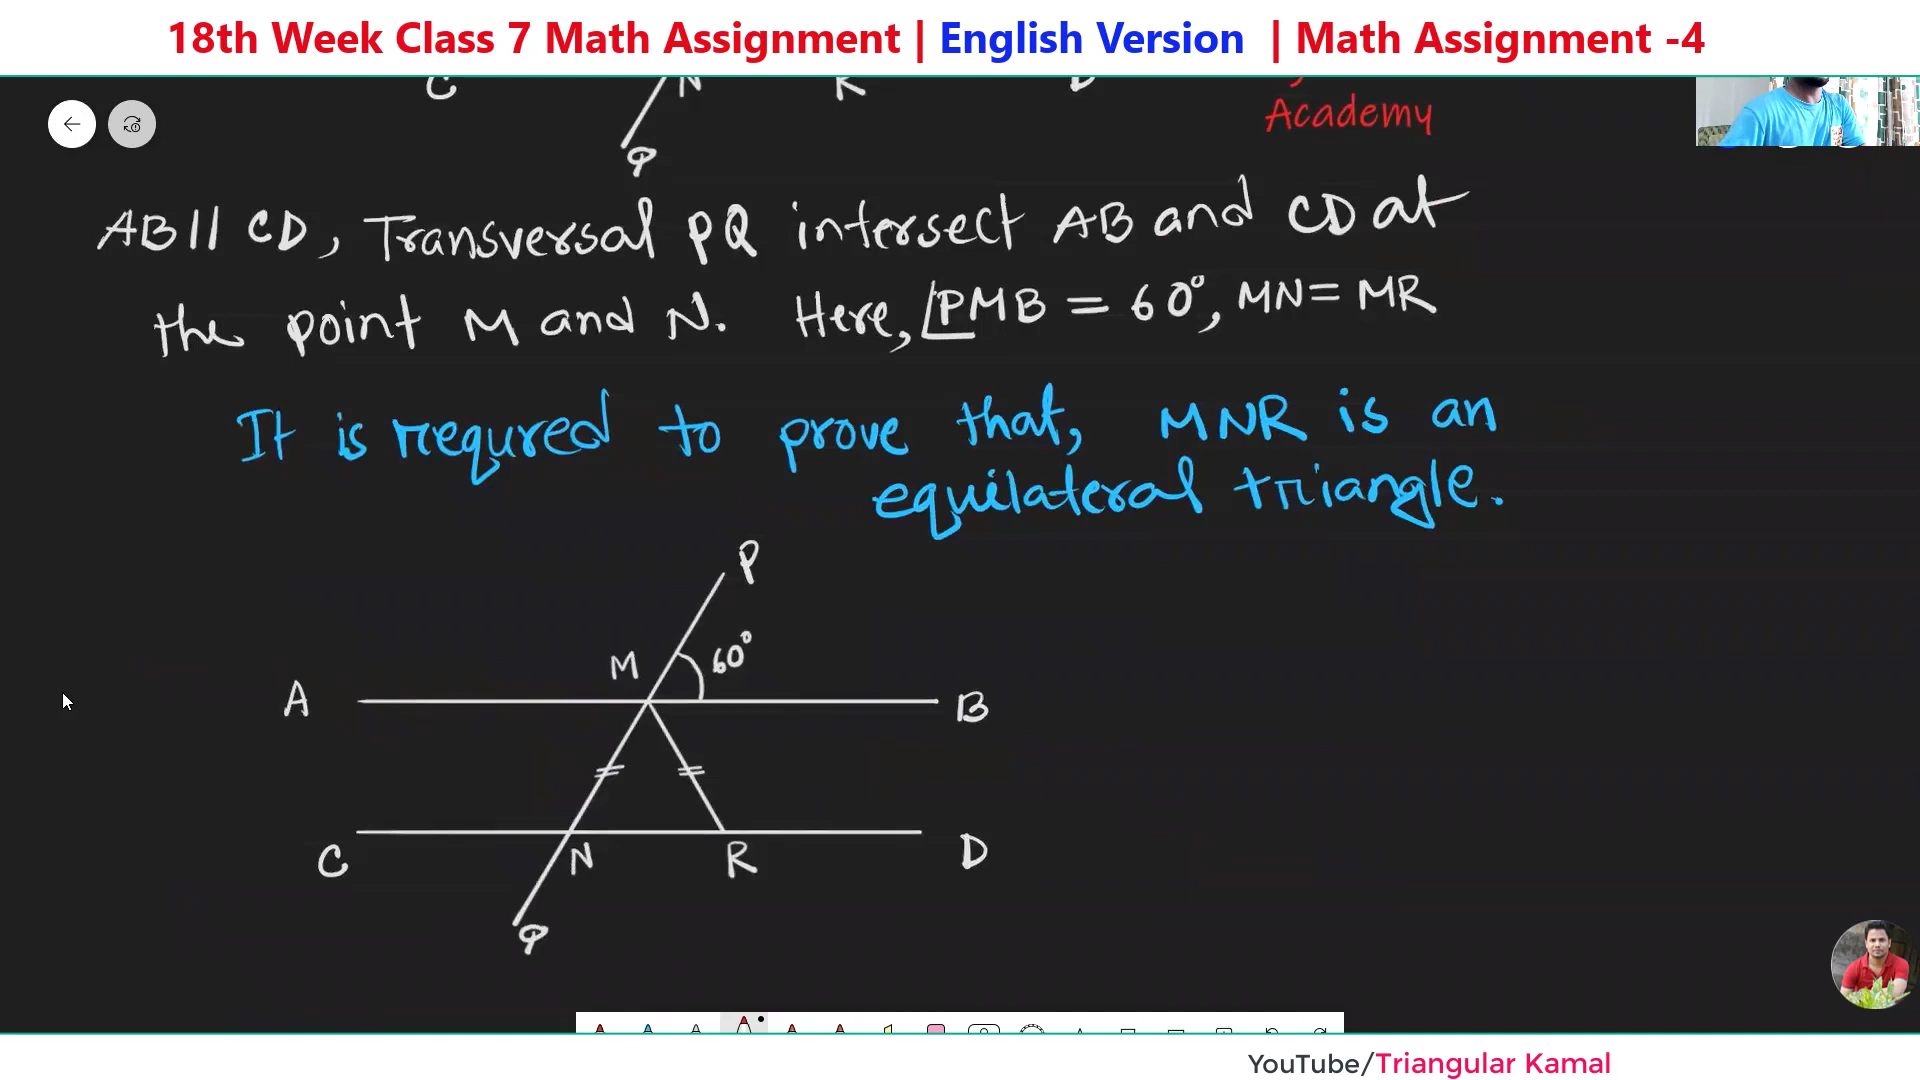 18th Week Class 7 Math Assignment | English Version | Math Assignment -4
C N R D
Academy
Q
AB || CD, Transversal PQ intersect AB and CD at
the point M and N. Here, ∠PMB = 60°, MN = MR
It is requred to prove that, MNR is an
equilateral triangle.
P
M 60°
A B
C N R D
Q
YouTube/Triangular Kamal